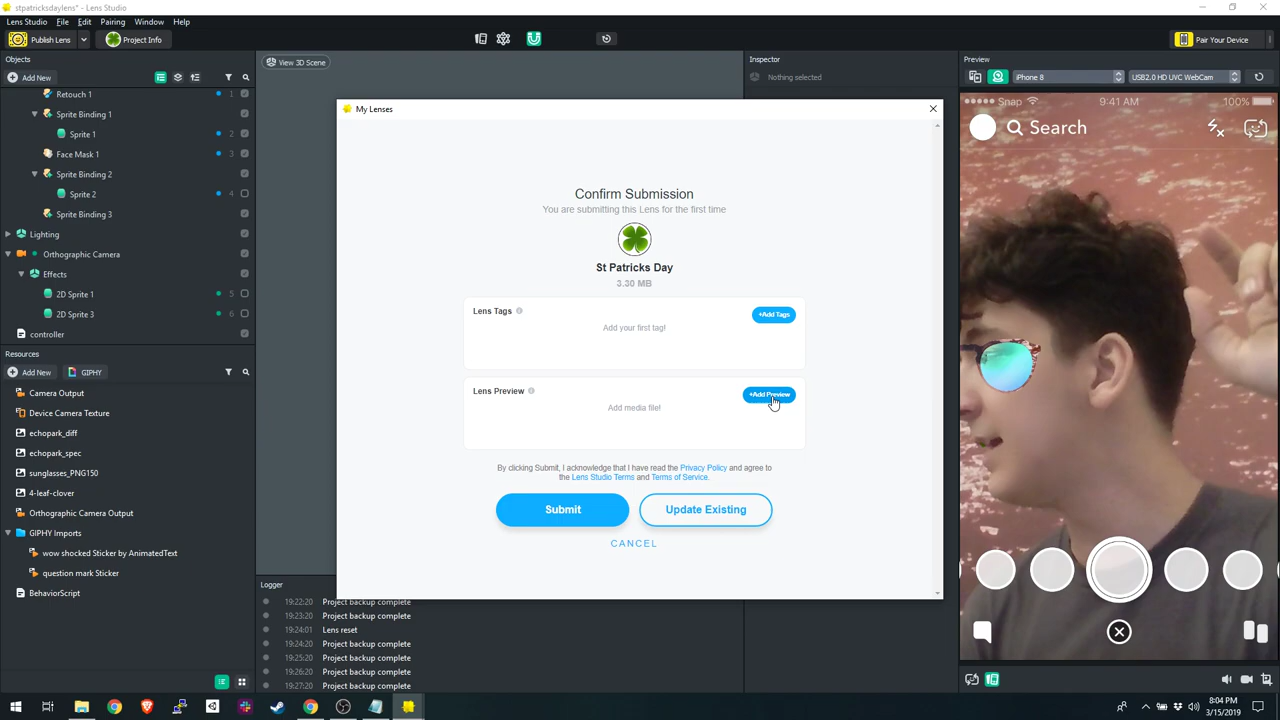 stpatricksdaylens* - Lens Studio
Lens Studio File Edit Pairing Window Help
Publish Lens Project Info Pair Your Device
Objects
Add New
Retouch 1 1
Sprite Binding 1
Sprite 1 2
Face Mask 1 3
Sprite Binding 2
Sprite 2 4
Sprite Binding 3
Lighting
Orthographic Camera
Effects
2D Sprite 1 5
2D Sprite 3 6
controller
Resources
Add New GIPHY
Camera Output
Device Camera Texture
echopark_diff
echopark_spec
sunglasses_PNG150
4-leaf-clover
Orthographic Camera Output
GIPHY Imports
wow shocked Sticker by AnimatedText
question mark Sticker
BehaviorScript
View 3D Scene
My Lenses
Confirm Submission
You are submitting this Lens for the first time
St Patricks Day
3.30 MB
Lens Tags
+Add Tags
Add your first tag!
Lens Preview
+Add Preview
Add media file!
By clicking Submit, I acknowledge that I have read the Privacy Policy and agree to
the Lens Studio Terms and Terms of Service.
Submit Update Existing
CANCEL
Logger
19:22:20 Project backup complete
19:23:20 Project backup complete
19:24:01 Lens reset
19:24:20 Project backup complete
19:25:20 Project backup complete
19:26:20 Project backup complete
19:27:20 Project backup complete
Inspector
Nothing selected
Preview
iPhone 8 USB2.0 HD UVC WebCam
Snap 9:41 AM 100%
Search
8:04 PM
3/15/2019